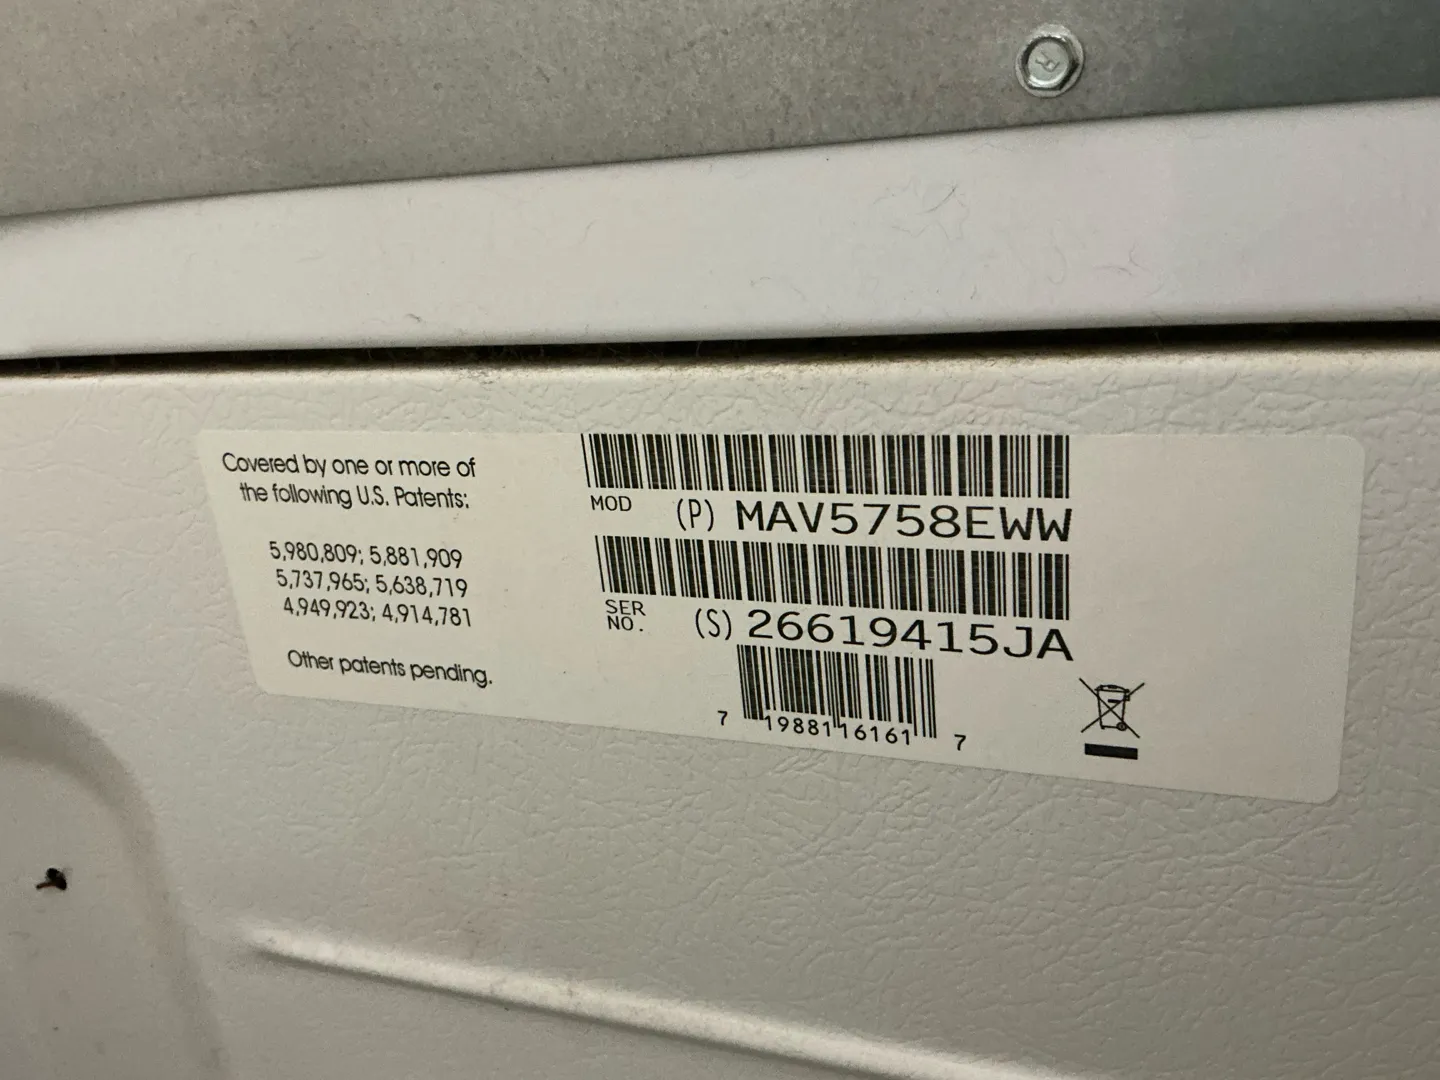 Covered by one or more of
the following U.S. Patents:
5,980,809; 5,881,909
5,737,965; 5,638,719
4,949,923; 4,914,781
Other patents pending.
MOD (P) MAV5758EWW
SER
NO. (S) 26619415JA
7 19881 16161 7